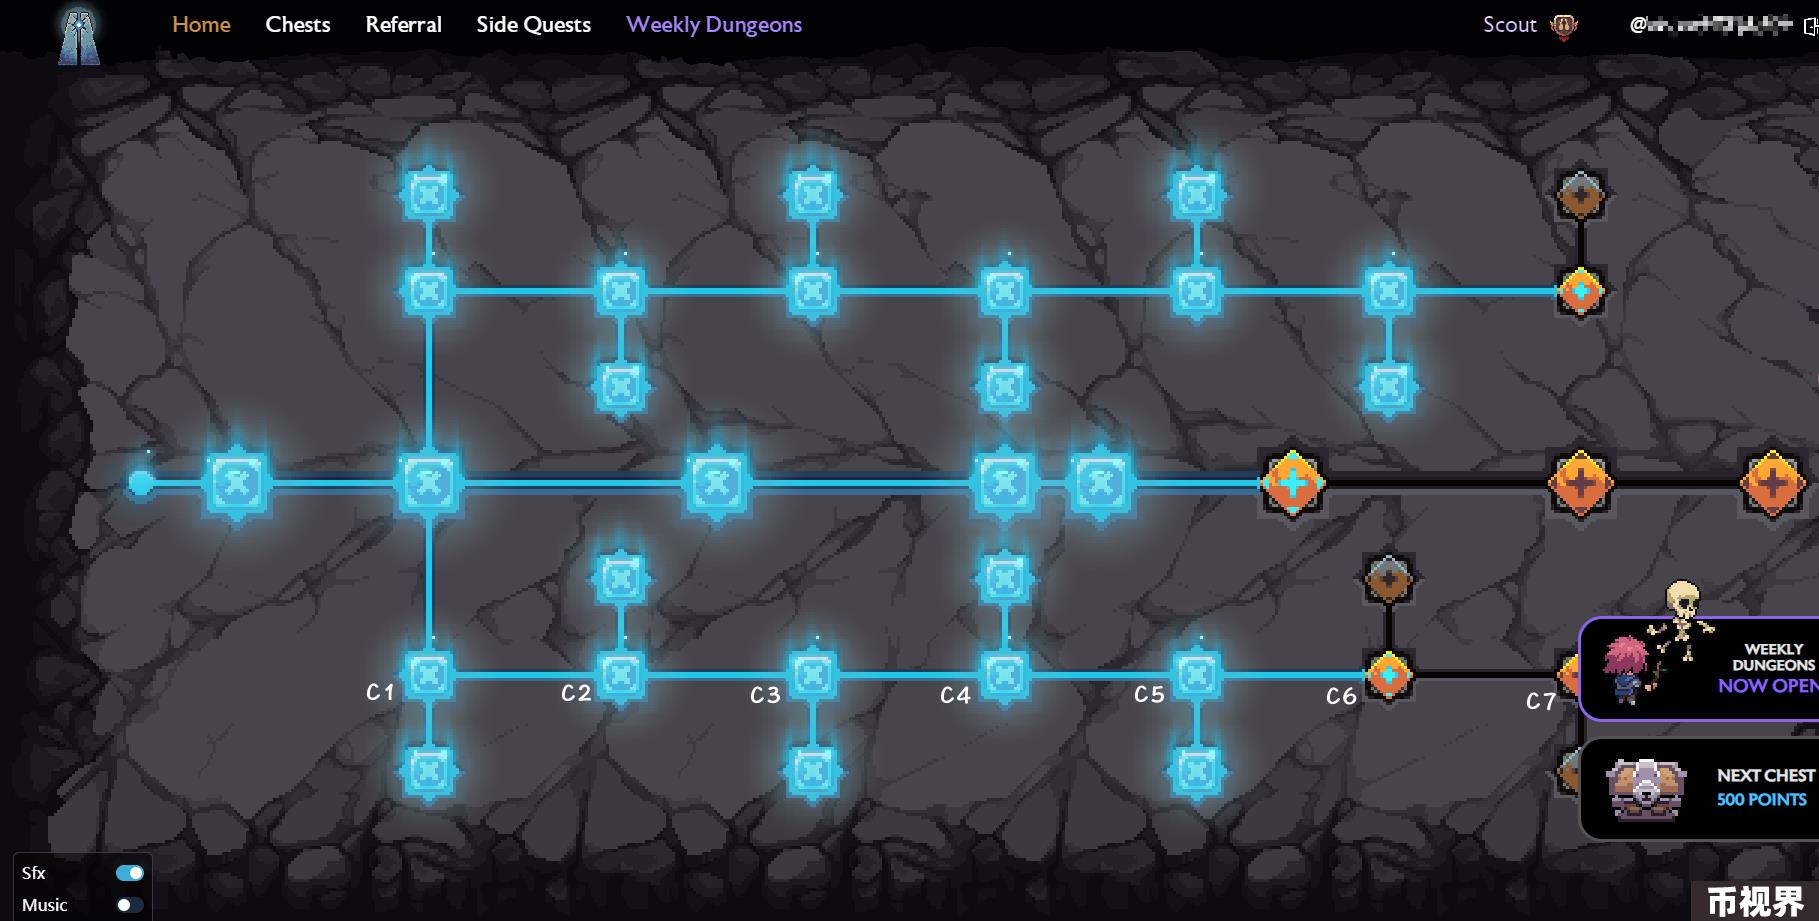 Home Chests Referral Side Quests Weekly Dungeons Scout @
C1 C2 C3 C4 C5 C6 C7
WEEKLY
DUNGEONS
NOW OPEN
NEXT CHEST
500 POINTS
Sfx
Music
币视界